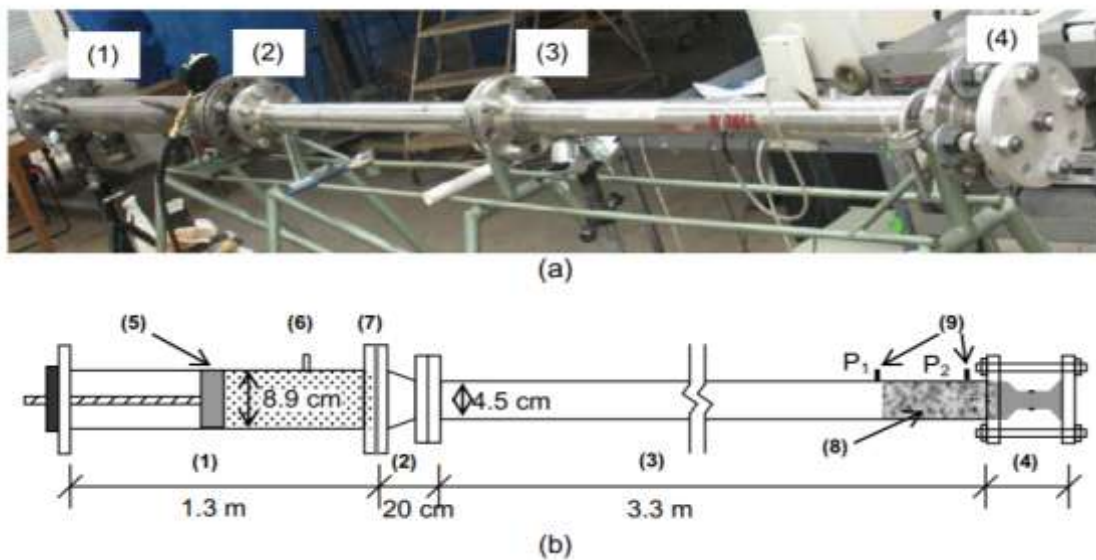 (1) (2) (3) (4)
(a)
(5) (6) (7) (9)
P1 P2
8.9 cm 4.5 cm
(8)
(1) (2) (3) (4)
1.3 m 20 cm 3.3 m
(b)